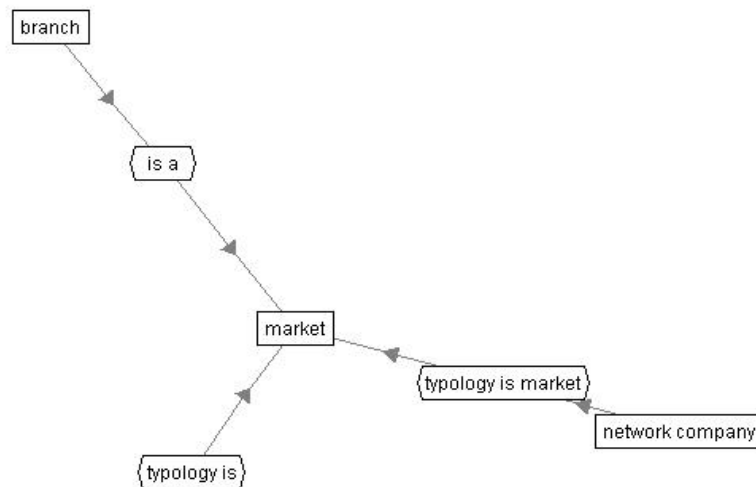 branch
is a
market
typology is market
network company
typology is